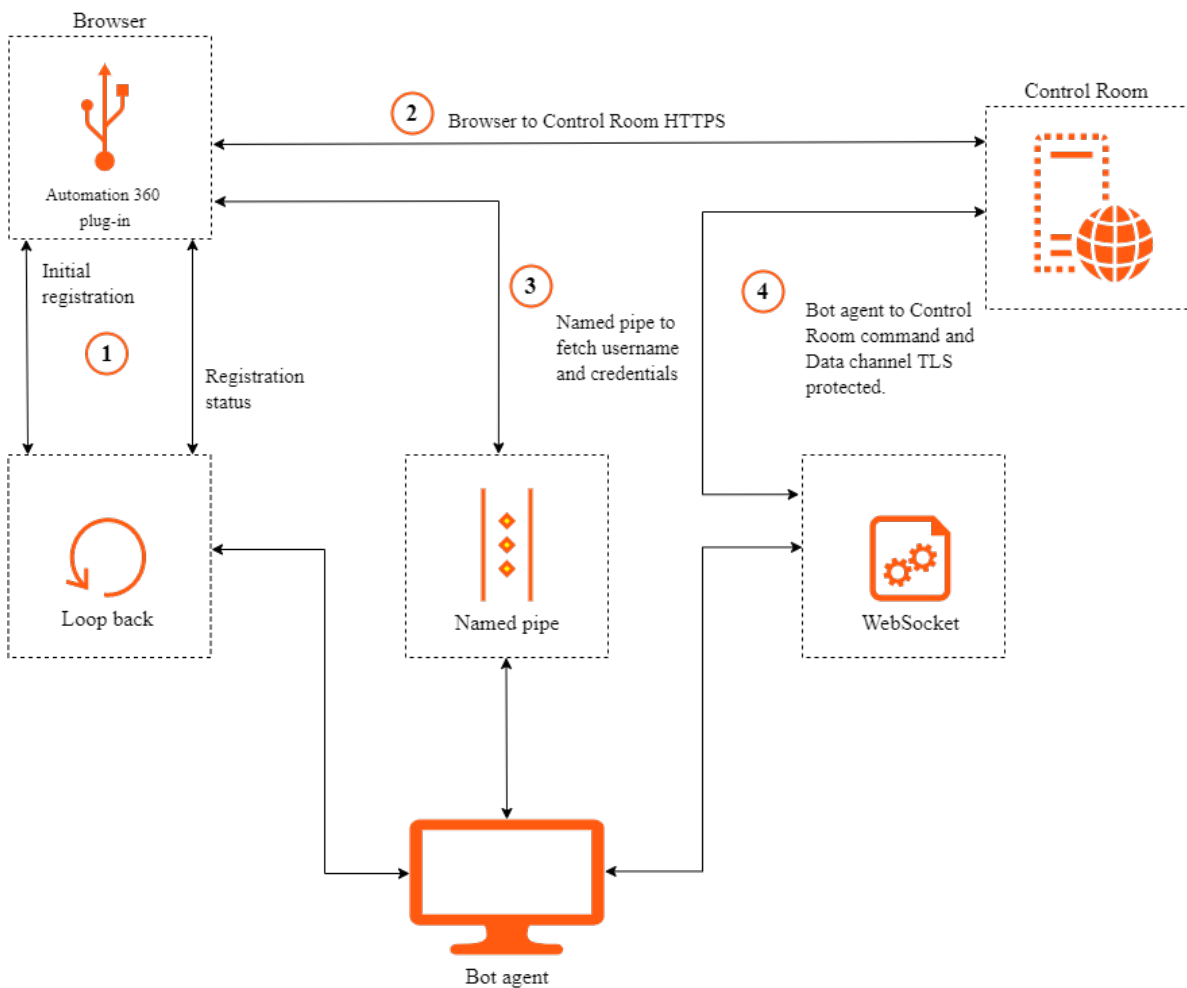 Browser
Automation 360
plug-in
Control Room
2
Browser to Control Room HTTPS
Initial
registration
1
Registration
status
3
Named pipe to
fetch username
and credentials
4
Bot agent to Control
Room command and
Data channel TLS
protected.
Loop back
Named pipe
WebSocket
Bot agent